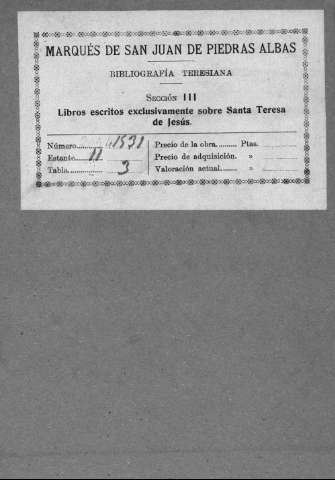 MARQUÉS DE SAN JUAN DE PIEDRAS ALBAS
BIBLIOGRAFÍA TERESIANA
SECCIÓN III
Libros escritos exclusivamente sobre Santa Teresa
de Jesús.
Número............ 1531 Precio de la obra........ Ptas.
Estante........ 11 Precio de adquisición. »
Tabla................ 3 Valoración actual........ »